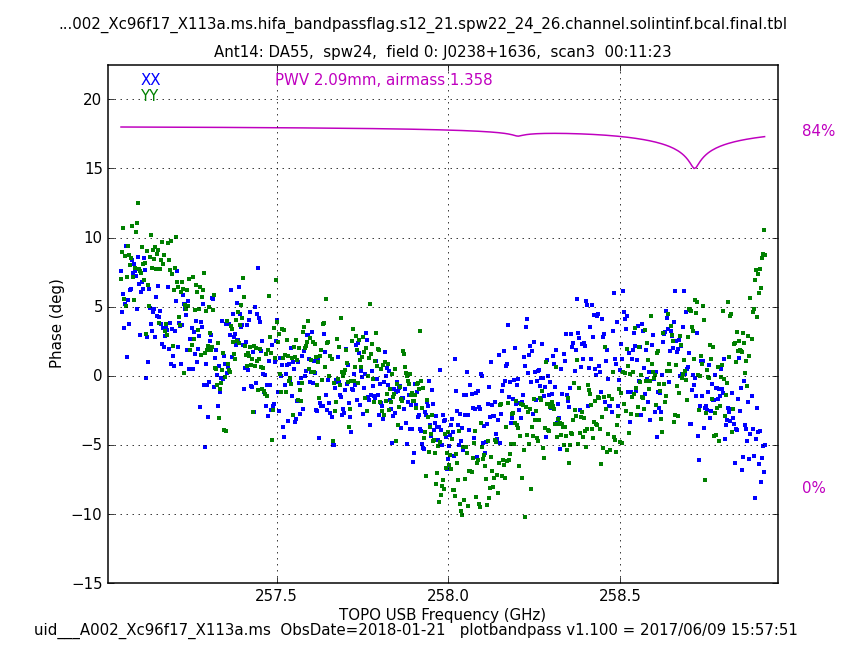 ...002_Xc96f17_X113a.ms.hifa_bandpassflag.s12_21.spw22_24_26.channel.solintinf.bcal.final.tbl
Ant14: DA55, spw24, field 0: J0238+1636, scan3 00:11:23
XX
YY
PWV 2.09mm, airmass 1.358
84%
0%
20
15
10
5
0
−5
−10
−15
Phase (deg)
257.5
258.0
258.5
TOPO USB Frequency (GHz)
uid___A002_Xc96f17_X113a.ms ObsDate=2018-01-21 plotbandpass v1.100 = 2017/06/09 15:57:51